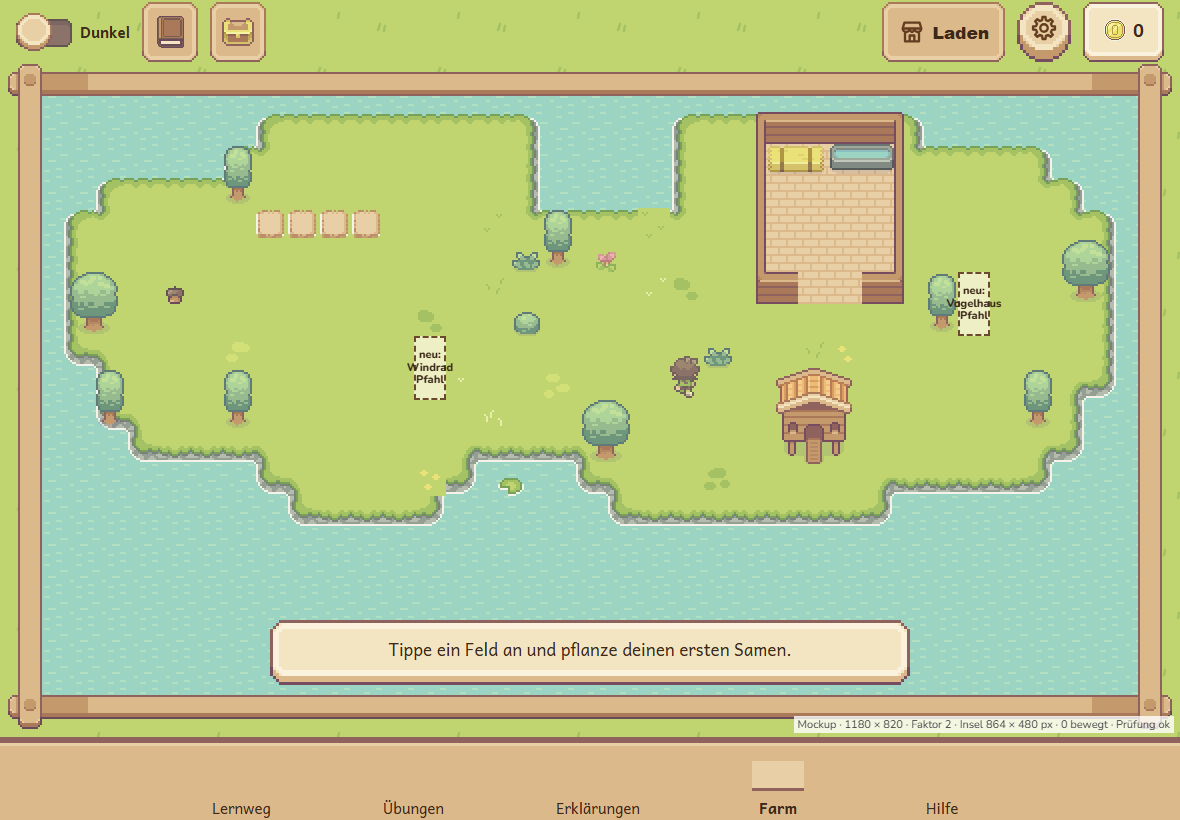 Dunkel
Laden
0
neu:
Vogelhaus
Pfahl
neu:
Windrad
Pfahl
Tippe ein Feld an und pflanze deinen ersten Samen.
Mockup · 1180 × 820 · Faktor 2 · Insel 864 × 480 px · 0 bewegt · Prüfung ok
Lernweg Übungen Erklärungen Farm Hilfe